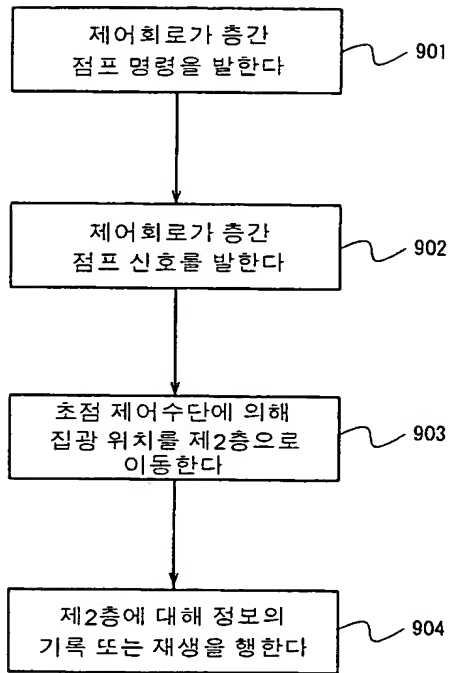 제어회로가 층간
점프 명령을 발한다
901
제어회로가 층간
점프 신호를 발한다
902
초점 제어수단에 의해
집광 위치를 제2층으로
이동한다
903
제2층에 대해 정보의
기록 또는 재생을 행한다
904